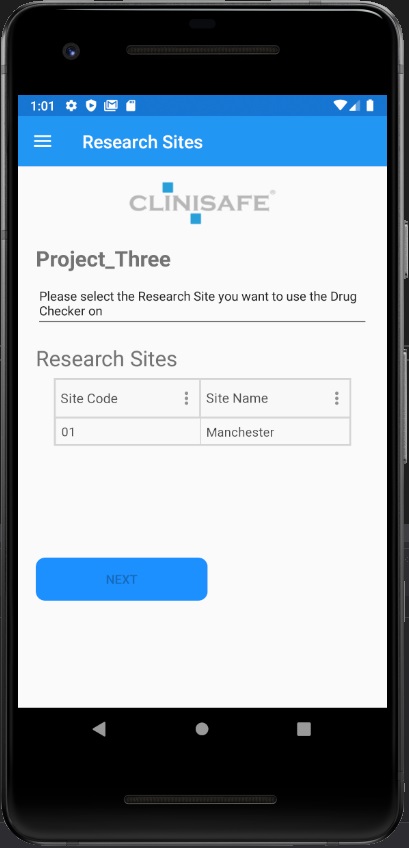 1:01
Research Sites
CLINISAFE®
Project_Three
Please select the Research Site you want to use the Drug
Checker on
Research Sites
Site Code Site Name
01 Manchester
NEXT